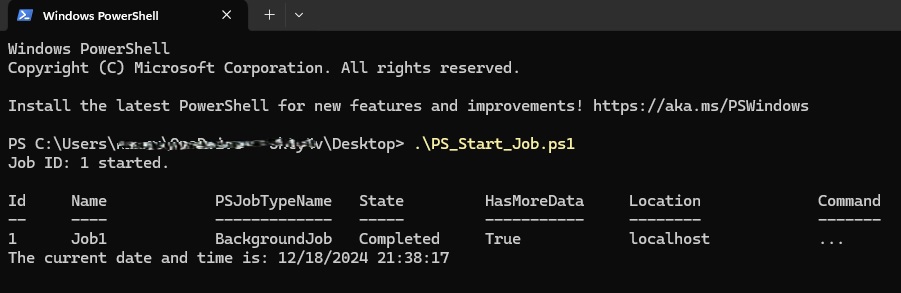 Windows PowerShell
Windows PowerShell
Copyright (C) Microsoft Corporation. All rights reserved.
Install the latest PowerShell for new features and improvements! https://aka.ms/PSWindows
PS C:\Users\ \Desktop> .\PS_Start_Job.ps1
Job ID: 1 started.
Id Name PSJobTypeName State HasMoreData Location Command
-- ---- ------------- ----- ----------- -------- -------
1 Job1 BackgroundJob Completed True localhost ...
The current date and time is: 12/18/2024 21:38:17